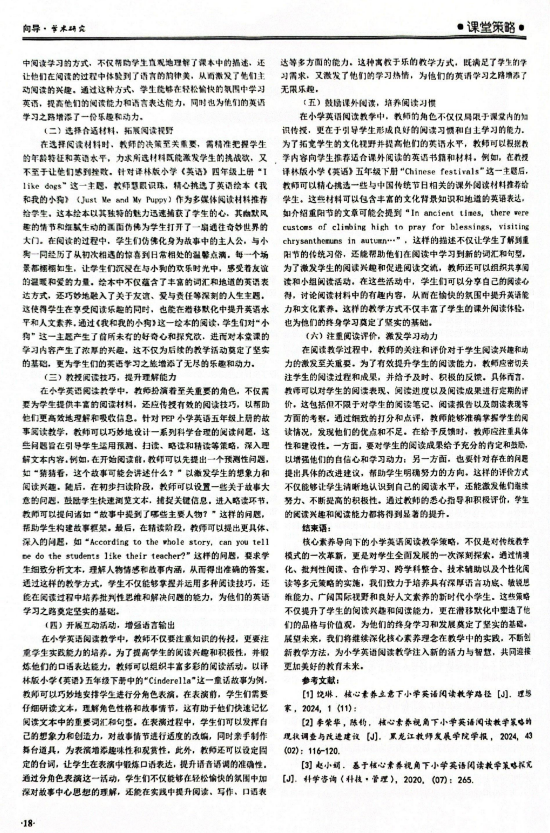 向导·学术研究
●课堂策略●
中阅读学习的方式，不仅帮助学生直观地理解了课本中的描述，还
让他们在阅读的过程中体验到了语言的韵律美，从而激发了他们主
动阅读的兴趣。通过这种方式，学生能够在轻松愉快的氛围中学习
英语，提高他们的阅读能力和语言表达能力，同时也为他们的英语
学习之路增添了一份乐趣和动力。
（二）选择合适材料，拓展阅读视野
在选择阅读材料时，教师的决策至关重要，需精准把握学生
的年龄特征和英语水平，力求所选材料既能激发学生的挑战欲，又
不至于让他们感到挫败。针对译林版小学《英语》四年级上册“I
like dogs”这一主题，教师慧眼识珠，精心挑选了英语绘本《我
和我的小狗》（Just Me and My Puppy）作为多媒体阅读材料推荐
给学生。这本绘本以其独特的魅力迅速捕获了学生的心，其幽默风
趣的情节和细腻生动的画面仿佛为学生打开了一扇通往奇妙世界的
大门。在阅读的过程中，学生们仿佛化身为故事中的主人公，与小
狗一同经历了从初次相遇的惊喜到日常相处的温馨点滴，每一个场
景都栩栩如生，让学生们沉浸在与小狗的欢乐时光中，感受着友谊
的温暖和爱的力量。绘本中不仅蕴含了丰富的词汇和地道的英语表
达方式，还巧妙地融入了关于友谊、爱与责任等深刻的人生主题，
这使得学生在享受阅读乐趣的同时，也能在潜移默化中提升英语水
平和人文素养。通过《我和我的小狗》这一绘本的阅读，学生们对“小
狗”这一主题产生了前所未有的好奇心和探究欲，进而对本堂课的
学习内容产生了浓厚的兴趣。这不仅为后续的教学活动奠定了坚实
的基础，更为学生们的英语学习之旅增添了无尽的乐趣和动力。
（三）教授阅读技巧，提升理解能力
在小学英语阅读教学中，教师扮演着至关重要的角色，不仅需
要为学生提供丰富的阅读材料，还应传授有效的阅读技巧，以帮助
他们更高效地理解和吸收信息。针对 PEP 小学英语五年级上册的故
事阅读教学，教师可以巧妙地设计一系列科学合理的阅读问题，这
些问题旨在引导学生运用预测、扫读、略读和精读等策略，深入理
解文本内容。例如，在开始阅读前，教师可以先提出一个预测性问题，
如“猜猜看，这个故事可能会讲述什么？”以激发学生的想象力和
阅读兴趣。随后，在初步扫读阶段，教师可以设置一些关于故事大
意的问题，鼓励学生快速浏览文本，捕捉关键信息。进入略读环节，
教师可以提问诸如“故事中提到了哪些主要人物？”这样的问题，
帮助学生构建故事框架。最后，在精读阶段，教师可以提出更具体、
深入的问题，如“According to the whole story, can you tell
me do the students like their teacher?”这样的问题，要求学
生细致分析文本，理解人物情感和故事内涵，从而得出准确的答案。
通过这样的教学方式，学生不仅能够掌握并运用多种阅读技巧，还
能在阅读过程中培养批判性思维和解决问题的能力，为他们的英语
学习之路奠定坚实的基础。
（四）开展互动活动，增强语言输出
在小学英语阅读教学中，教师不仅要注重知识的传授，更要注
重学生实践能力的培养。为了提高学生的阅读兴趣和积极性，并锻
炼他们的口语表达能力，教师可以组织丰富多彩的阅读活动。以译
林版小学《英语》五年级下册中的“Cinderella”这一童话故事为例，
教师可以巧妙地安排学生进行分角色表演。在表演前，学生们需要
仔细研读文本，理解角色性格和故事情节，这有助于他们快速记忆
阅读文本中的重要词汇和句型。在表演过程中，学生们可以发挥自
己的想象力和创造力，对故事情节进行适度的改编，同时亲手制作
舞台道具，为表演增添趣味性和观赏性。此外，教师还可以设定固
定的台词，让学生在表演中锻炼口语表达，提升语音语调的准确性。
通过分角色表演这一活动，学生们不仅能够在轻松愉快的氛围中加
深对故事中心思想的理解，还能在实践中提升阅读、写作、口语表
达等多方面的能力。这种寓教于乐的教学方式，既满足了学生的学
习需求，又激发了他们的学习热情，为他们的英语学习之路增添了
无限乐趣。
（五）鼓励课外阅读，培养阅读习惯
在小学英语阅读教学中，教师的角色不仅仅局限于课堂内的知
识传授，更在于引导学生形成良好的阅读习惯和自主学习的能力。
为了拓宽学生的文化视野并提高他们的英语水平，教师可以根据教
学内容向学生推荐适合课外阅读的英语书籍和材料。例如，在教授
译林版小学《英语》五年级下册“Chinese festivals”这一主题后，
教师可以精心挑选一些与中国传统节日相关的课外阅读材料推荐给
学生。这些材料可以包含丰富的文化背景知识和地道的英语表达，
如介绍重阳节的文章可能会提到“In ancient times, there were
customs of climbing high to pray for blessings, visiting
chrysanthemums in autumn…”，这样的描述不仅让学生了解到重
阳节的传统习俗，还能帮助他们在阅读中学习到新的词汇和句型。
为了激发学生的阅读兴趣和促进阅读交流，教师还可以组织共享阅
读和小组阅读活动，在这些活动中，学生们可以分享自己的阅读心
得，讨论阅读材料中的有趣内容，从而在愉快的氛围中提升英语能
力和文化素养。这样的教学方式不仅丰富了学生的课外阅读体验，
也为他们的终身学习奠定了坚实的基础。
（六）注重阅读评价，激发学习动力
在阅读教学过程中，教师的关注和评价对于学生阅读兴趣和动
力的激发至关重要。为了有效提升学生的阅读能力，教师应密切关
注学生的阅读过程和成果，并给予及时、积极的反馈。具体而言，
教师可以对学生的阅读表现、阅读进度以及阅读成果进行定期的评
价。这包括但不限于对学生的阅读笔记、阅读报告以及朗读表现等
方面的考察，通过细致的打分和点评，教师能够准确掌握学生的阅
读情况，发现他们的优点和不足。在给予反馈时，教师应注重具体
性和建设性。一方面，要对学生的阅读成果给予充分的肯定和鼓励，
以增强他们的自信心和学习动力；另一方面，也要针对存在的问题
提出具体的改进建议，帮助学生明确努力的方向。这样的评价方式
不仅能够让学生清晰地认识到自己的阅读水平，还能激发他们继续
努力、不断提高的积极性。通过教师的悉心指导和积极评价，学生
的阅读兴趣和阅读能力都将得到显著的提升。
结束语：
核心素养导向下的小学英语阅读教学策略，不仅是对传统教学
模式的一次革新，更是对学生全面发展的一次深刻探索。通过情境
化、批判性阅读、合作学习、跨学科整合、技术辅助以及个性化阅
读等多元策略的实施，我们致力于培养具有深厚语言功底、敏锐思
维能力、广阔国际视野和良好人文素养的新时代小学生。这些策略
不仅提升了学生的阅读兴趣和阅读能力，更在潜移默化中塑造了他
们的品格与价值观，为他们的终身学习和发展奠定了坚实的基础。
展望未来，我们将继续深化核心素养理念在教学中的实践，不断创
新教学方法，为小学英语阅读教学注入新的活力与智慧，共同迎接
更加美好的教育未来。
参考文献：
[1] 饶琳．核心素养立意下小学英语阅读教学路径 [J]．理想
家，2024，1（11）：
[2] 李荣华，陈钧．核心素养视角下小学英语阅读教学策略的
现状调查与改进建议 [J]．黑龙江教师发展学院学报，2024，43
（02）：116-120．
[3] 赵小娟．基于核心素养视角下小学英语阅读教学策略探究
[J]．科学咨询（科技·管理），2020，（07）：265．
·18·